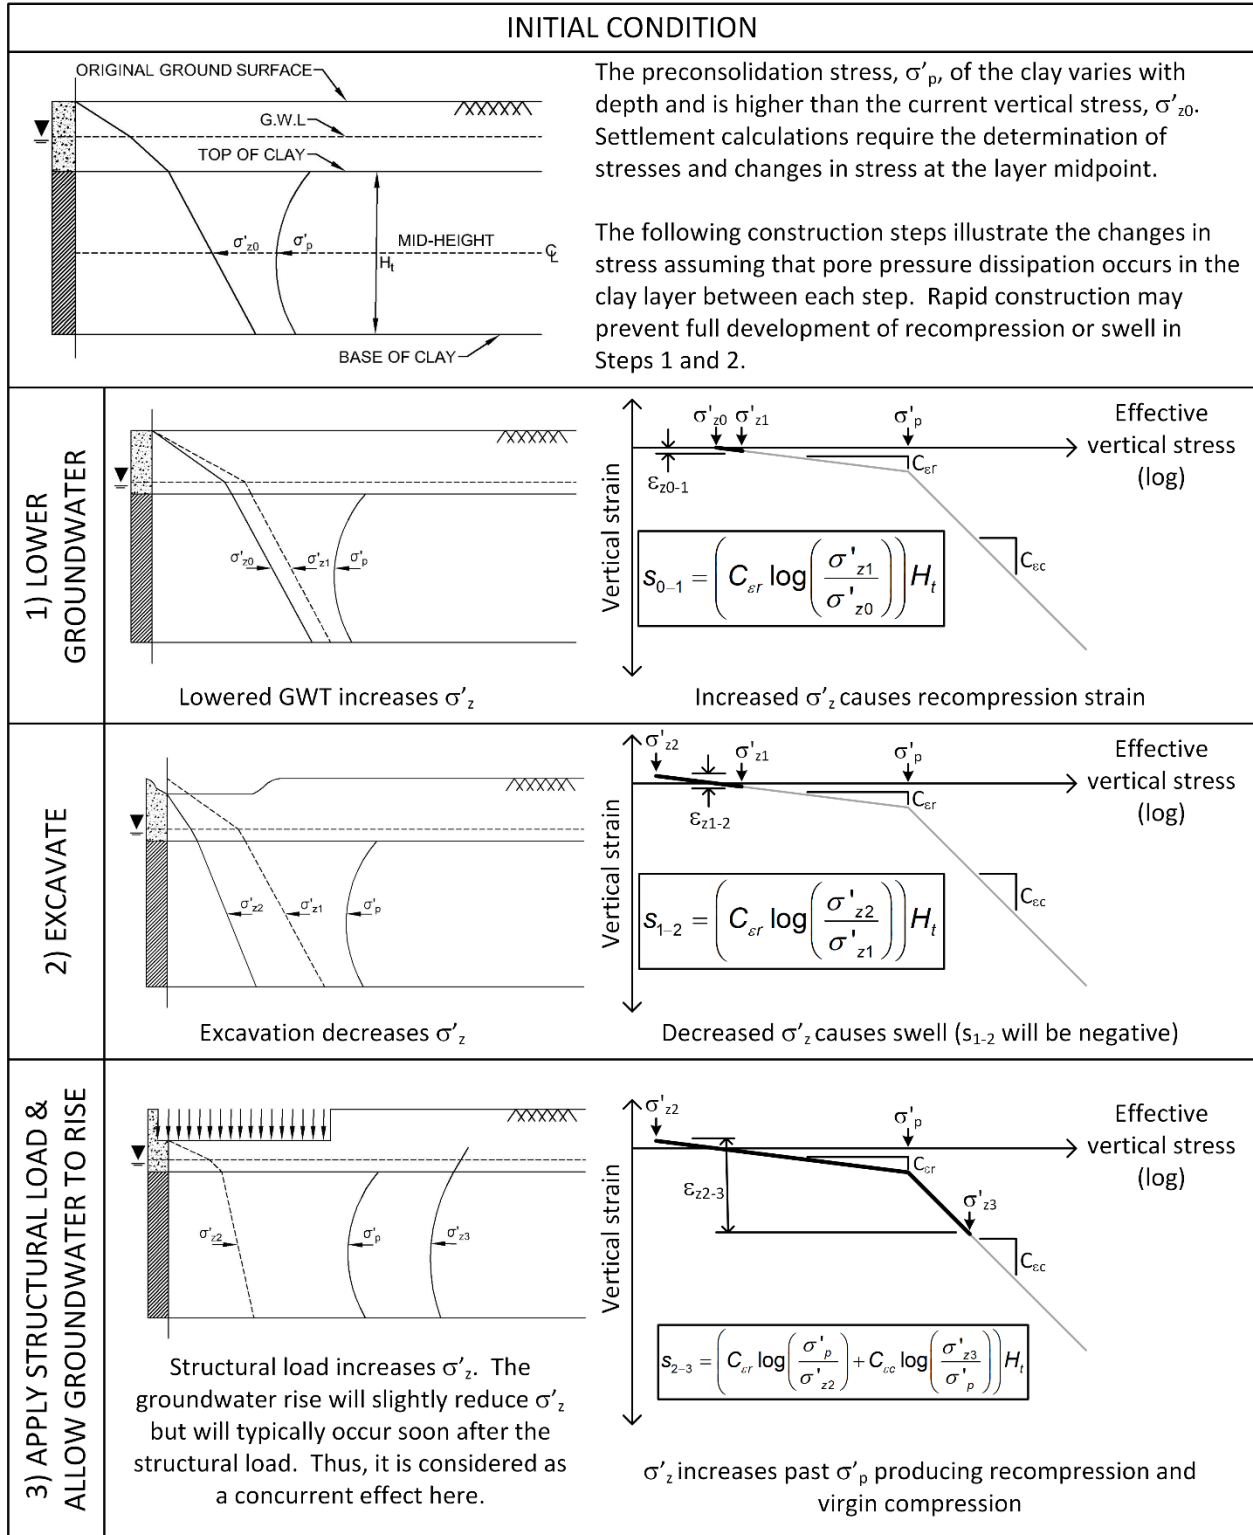 INITIAL CONDITION
ORIGINAL GROUND SURFACE
G.W.L
TOP OF CLAY
σ'z0
σ'p
MID-HEIGHT
Ht
℄
BASE OF CLAY
The preconsolidation stress, σ'p, of the clay varies with
depth and is higher than the current vertical stress, σ'z0.
Settlement calculations require the determination of
stresses and changes in stress at the layer midpoint.
The following construction steps illustrate the changes in
stress assuming that pore pressure dissipation occurs in the
clay layer between each step. Rapid construction may
prevent full development of recompression or swell in
Steps 1 and 2.
1) LOWER
GROUNDWATER
σ'z0
σ'z1
σ'p
Lowered GWT increases σ'z
Vertical strain
σ'z0 σ'z1
σ'p
Effective
vertical stress
(log)
Cεr
εz0-1
Cεc
s0−1 = (Cεr log(σ'z1 / σ'z0)) Ht
Increased σ'z causes recompression strain
2) EXCAVATE
σ'z2
σ'z1
σ'p
Excavation decreases σ'z
Vertical strain
σ'z2
σ'z1
σ'p
Effective
vertical stress
(log)
Cεr
εz1-2
Cεc
s1−2 = (Cεr log(σ'z2 / σ'z1)) Ht
Decreased σ'z causes swell (s1-2 will be negative)
3) APPLY STRUCTURAL LOAD &
ALLOW GROUNDWATER TO RISE
σ'z2
σ'p
σ'z3
Structural load increases σ'z. The
groundwater rise will slightly reduce σ'z
but will typically occur soon after the
structural load. Thus, it is considered as
a concurrent effect here.
Vertical strain
σ'z2
σ'p
Effective
vertical stress
(log)
Cεr
εz2-3
σ'z3
Cεc
s2−3 = (Cεr log(σ'p / σ'z2) + Cεc log(σ'z3 / σ'p)) Ht
σ'z increases past σ'p producing recompression and
virgin compression